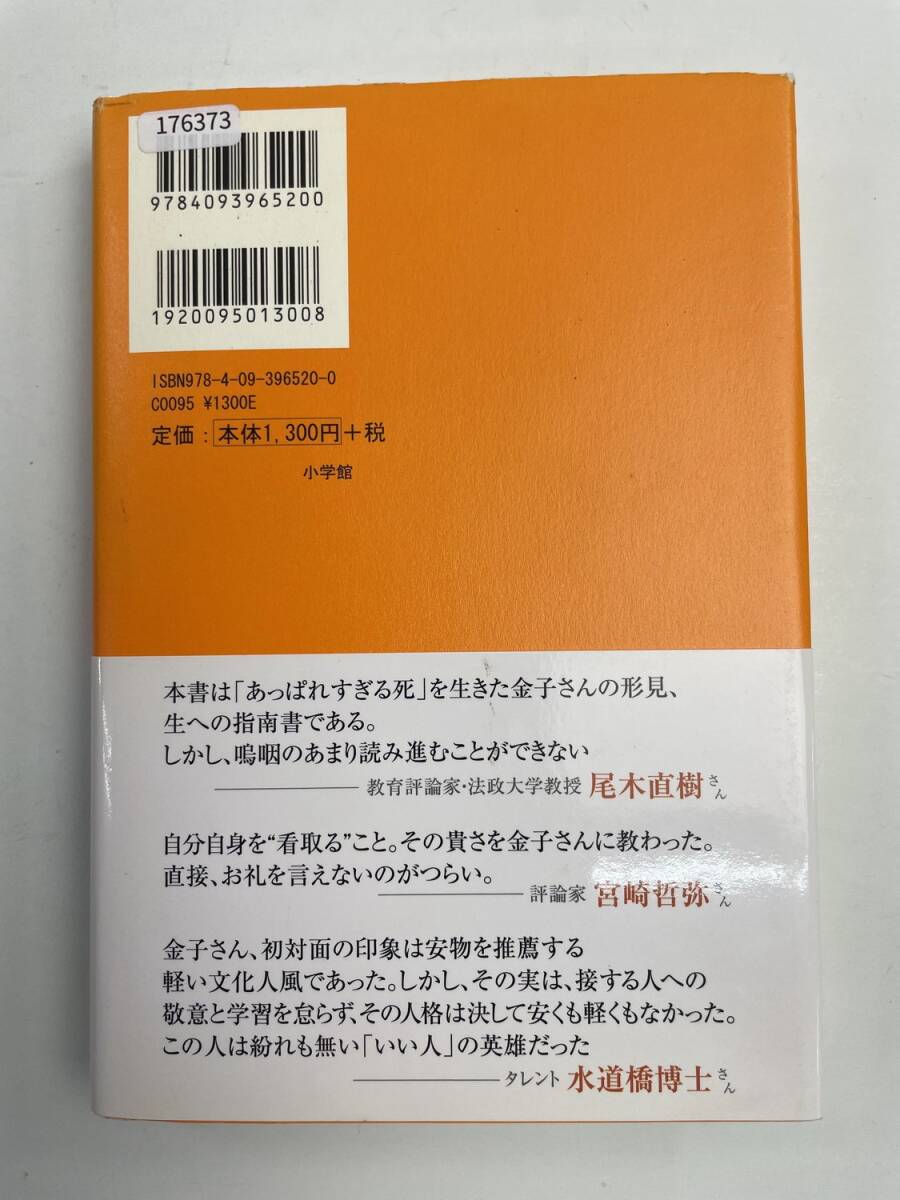 176373
9784093965200
1920095013008
ISBN978-4-09-396520-0
C0095 ¥1300E
定価：本体1,300円＋税
小学館
本書は「あっぱれすぎる死」を生きた金子さんの形見、
生への指南書である。
しかし、嗚咽のあまり読み進むことができない
教育評論家・法政大学教授 尾木直樹さん
自分自身を“看取る”こと。その貴さを金子さんに教わった。
直接、お礼を言えないのがつらい。
評論家 宮崎哲弥さん
金子さん、初対面の印象は安物を推薦する
軽い文化人風であった。しかし、その実は、接する人への
敬意と学習を怠らず、その人格は決して安くも軽くもなかった。
この人は紛れも無い「いい人」の英雄だった
タレント 水道橋博士さん